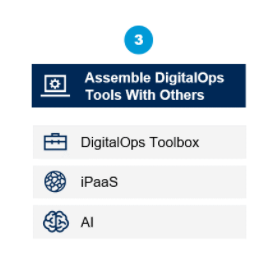 3
Assemble DigitalOps
Tools With Others
DigitalOps Toolbox
iPaaS
AI